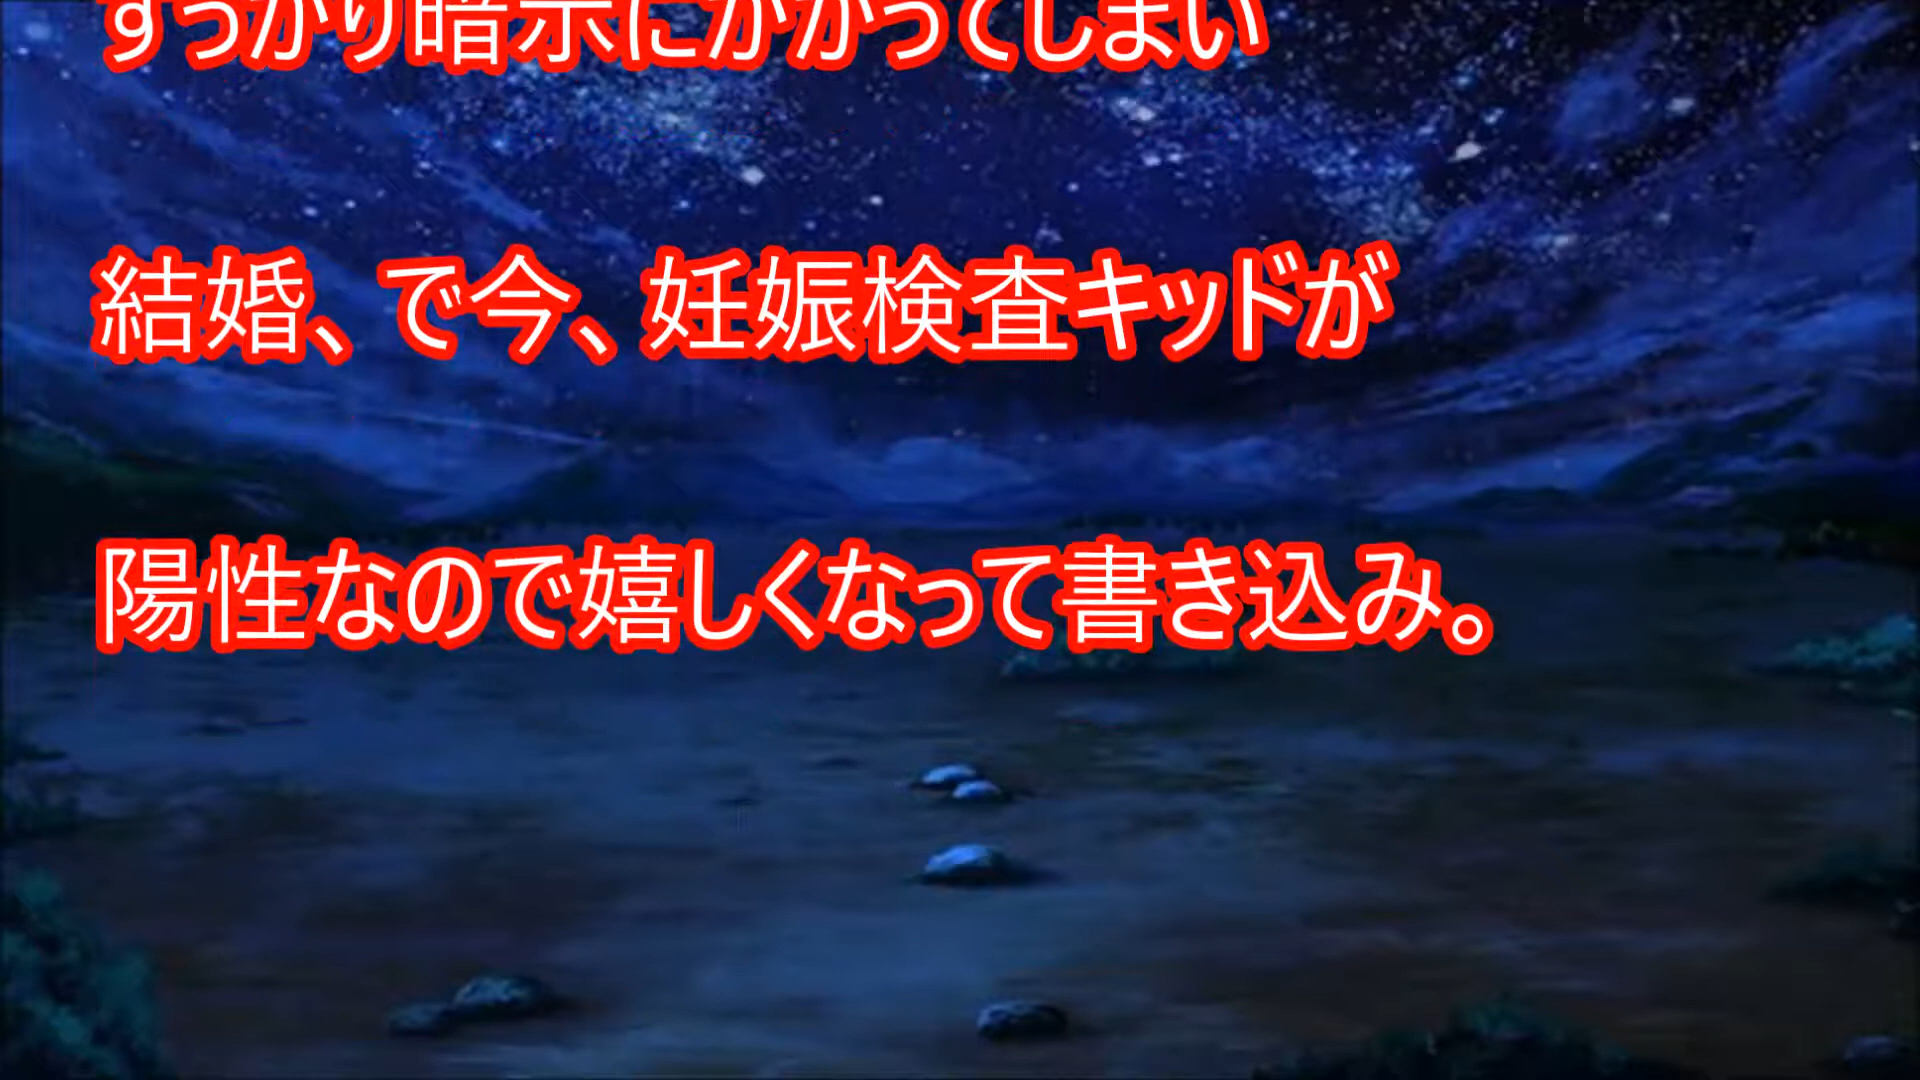 すっかり暗示にかかってしまい
結婚、で今、妊娠検査キッドが
陽性なので嬉しくなって書き込み。